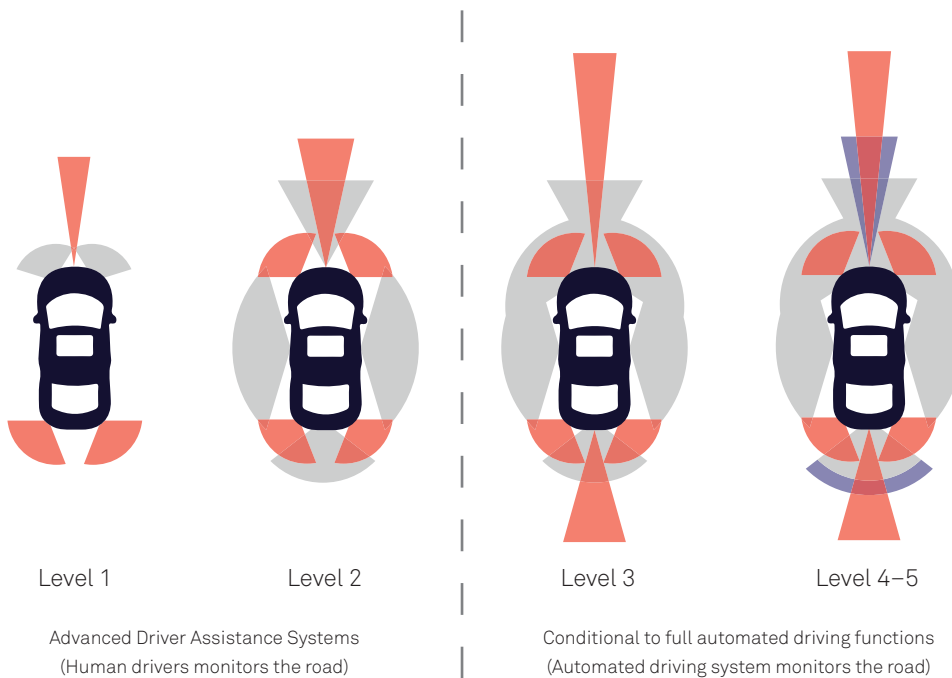 Level 1
Level 2
Level 3
Level 4–5
Advanced Driver Assistance Systems
(Human drivers monitors the road)
Conditional to full automated driving functions
(Automated driving system monitors the road)